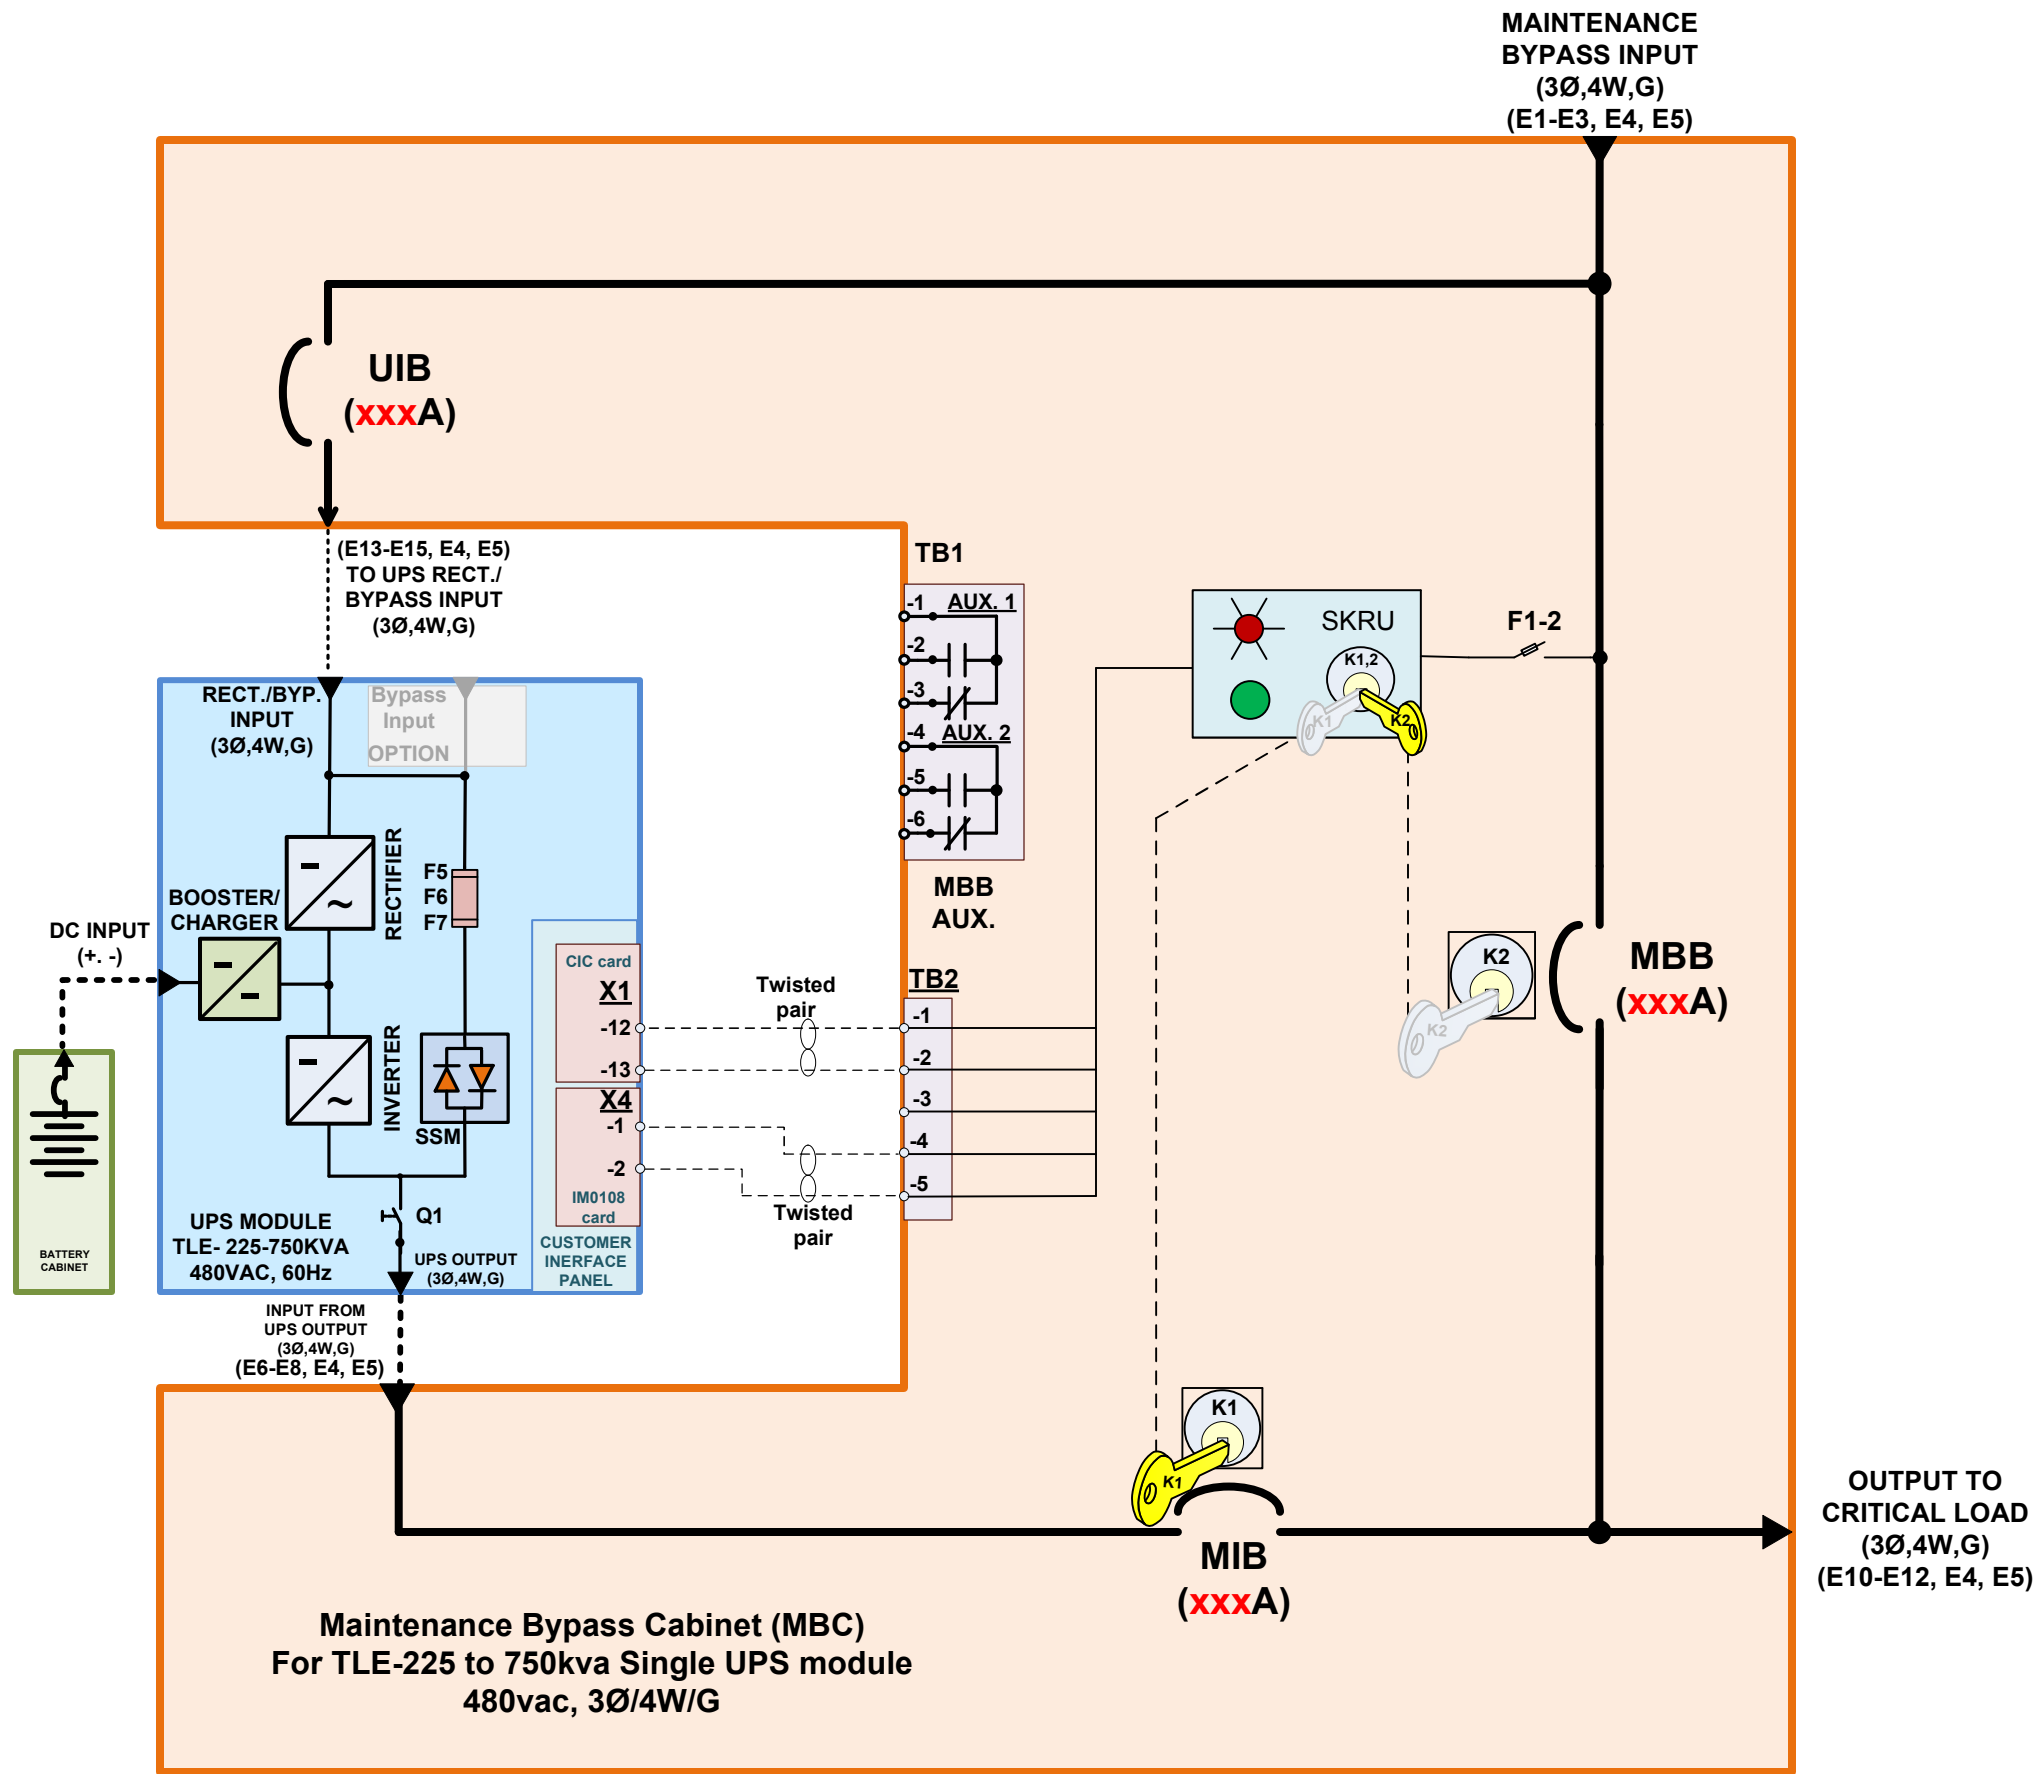 MAINTENANCE
BYPASS INPUT
(3Ø,4W,G)
(E1-E3, E4, E5)
UIB
(xxxA)
(E13-E15, E4, E5)
TO UPS RECT./
BYPASS INPUT
(3Ø,4W,G)
TB1
-1 AUX. 1
-2
-3
-4 AUX. 2
-5
-6
MBB
AUX.
SKRU
K1,2
K1
K2
F1-2
RECT./BYP.
INPUT
(3Ø,4W,G)
Bypass
Input
OPTION
RECTIFIER
F5
F6
F7
BOOSTER/
CHARGER
DC INPUT
(+. -)
INVERTER
SSM
CIC card
X1
-12
-13
X4
-1
-2
IM0108
card
CUSTOMER
INERFACE
PANEL
Twisted
pair
Twisted
pair
TB2
-1
-2
-3
-4
-5
K2
K2
MBB
(xxxA)
BATTERY
CABINET
Q1
UPS MODULE
TLE- 225-750KVA
480VAC, 60Hz
UPS OUTPUT
(3Ø,4W,G)
INPUT FROM
UPS OUTPUT
(3Ø,4W,G)
(E6-E8, E4, E5)
K1
K1
MIB
(xxxA)
OUTPUT TO
CRITICAL LOAD
(3Ø,4W,G)
(E10-E12, E4, E5)
Maintenance Bypass Cabinet (MBC)
For TLE-225 to 750kva Single UPS module
480vac, 3Ø/4W/G